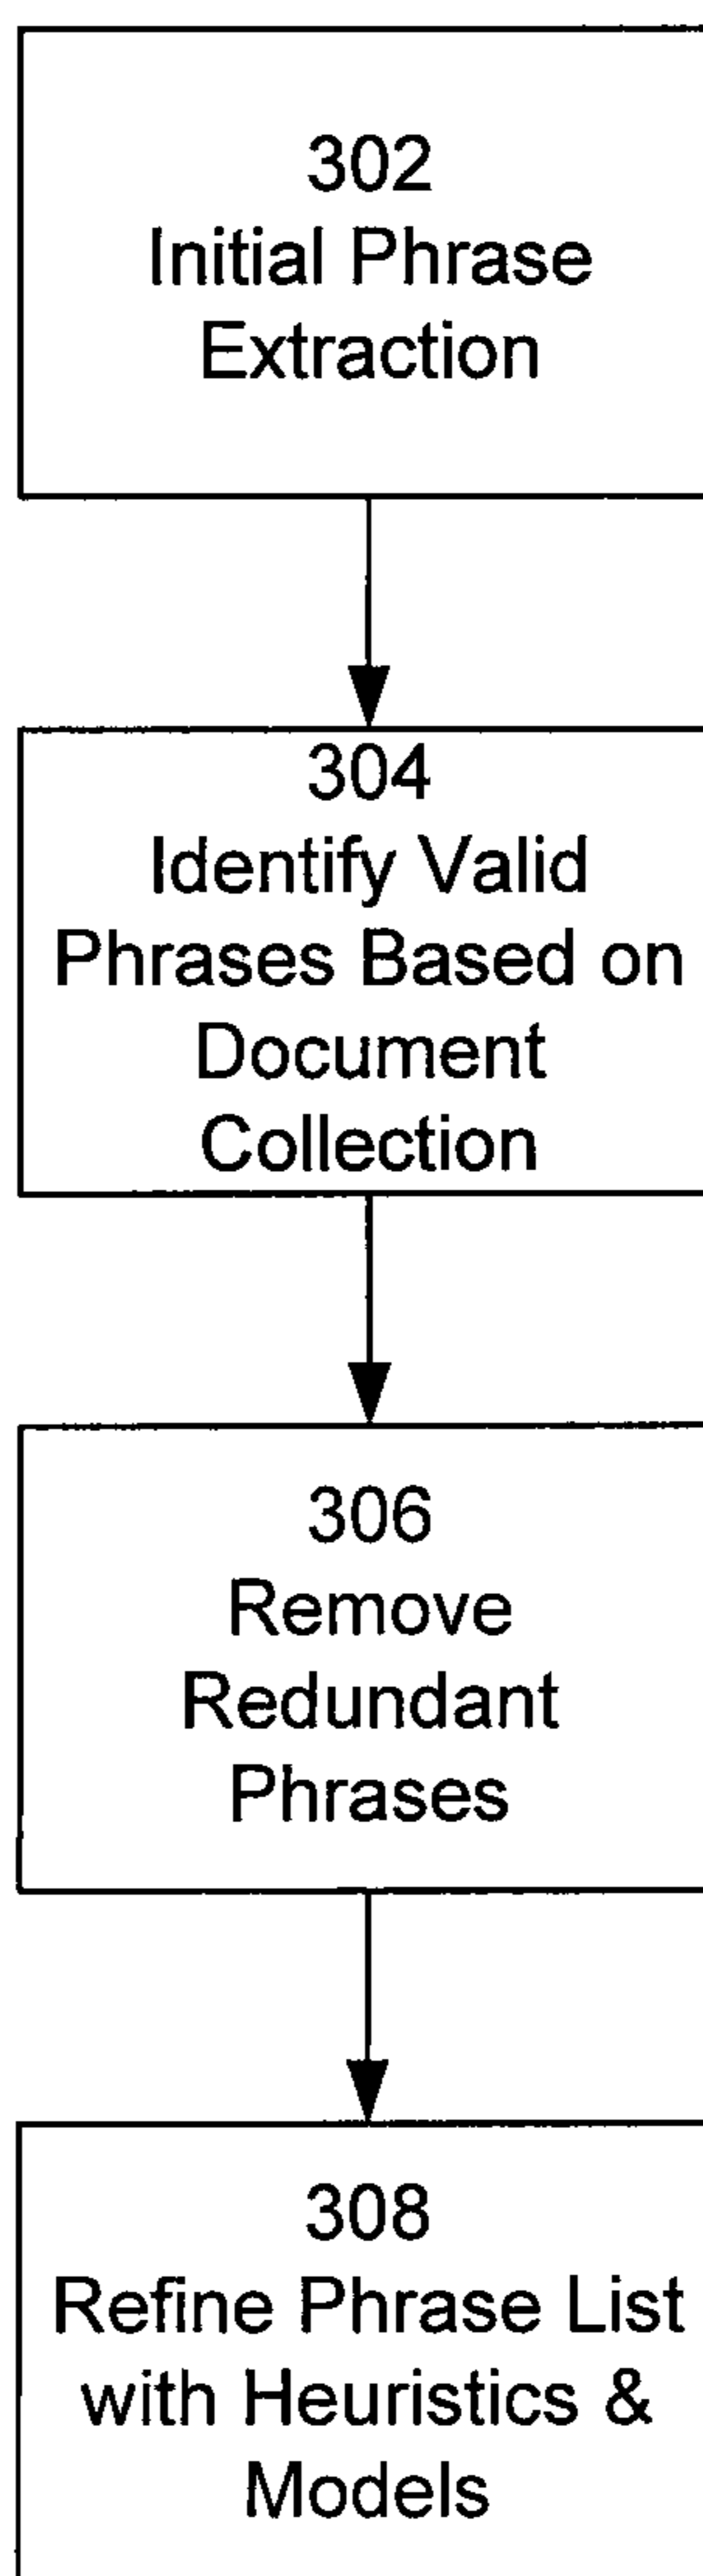 302
Initial Phrase
Extraction
304
Identify Valid
Phrases Based on
Document
Collection
306
Remove
Redundant
Phrases
308
Refine Phrase List
with Heuristics &
Models